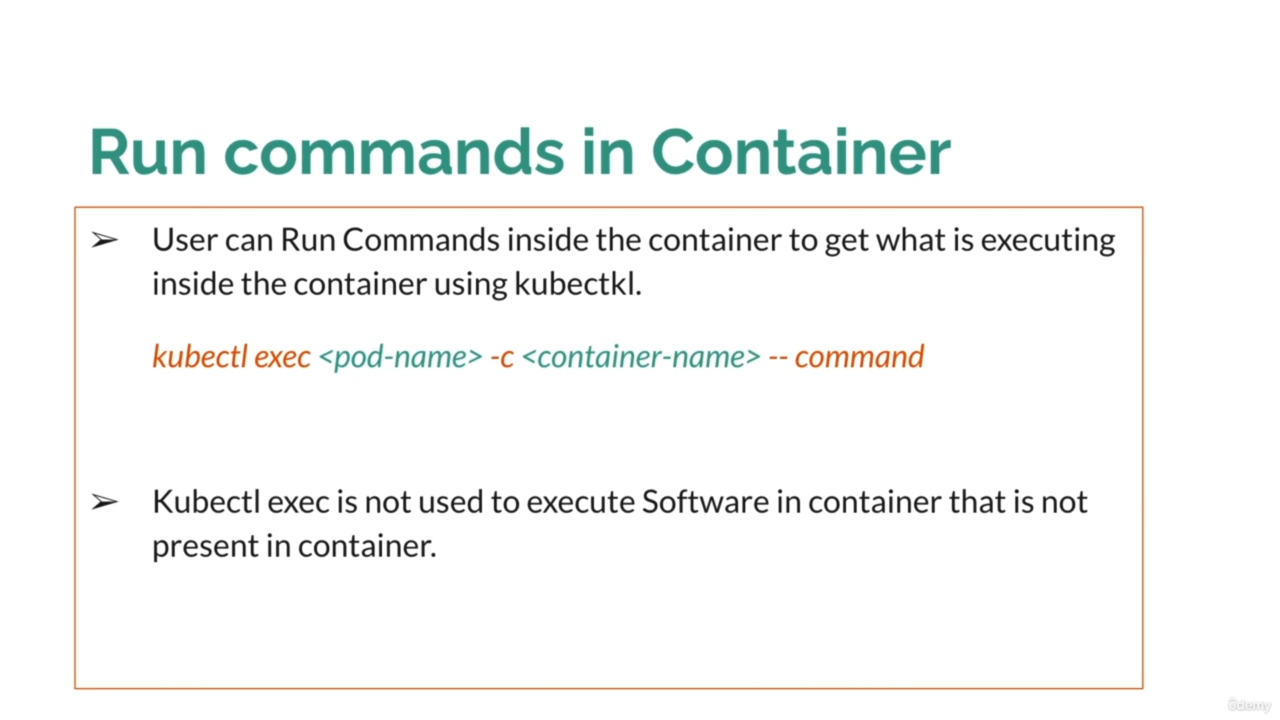 Run commands in Container
➢ User can Run Commands inside the container to get what is executing
inside the container using kubectkl.
kubectl exec <pod-name> -c <container-name> -- command
➢ Kubectl exec is not used to execute Software in container that is not
present in container.
ûdemy